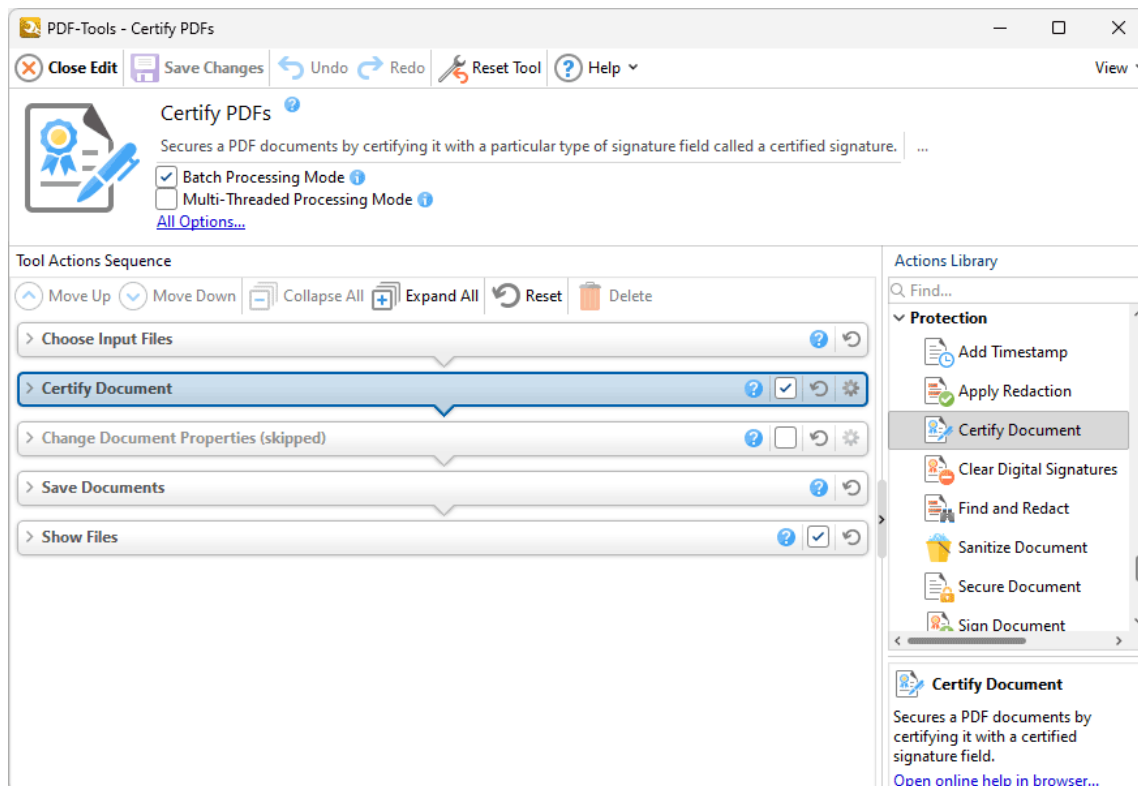 PDF-Tools - Certify PDFs
Close Edit Save Changes Undo Redo Reset Tool ? Help View
Certify PDFs ?
Secures a PDF documents by certifying it with a particular type of signature field called a certified signature. ...
Batch Processing Mode i
Multi-Threaded Processing Mode i
All Options...
Tool Actions Sequence
Move Up Move Down Collapse All Expand All Reset Delete
Choose Input Files ?
Certify Document ?
Change Document Properties (skipped) ?
Save Documents ?
Show Files ?
Actions Library
Find...
Protection
Add Timestamp
Apply Redaction
Certify Document
Clear Digital Signatures
Find and Redact
Sanitize Document
Secure Document
Sign Document
Certify Document
Secures a PDF documents by
certifying it with a certified
signature field.
Open online help in browser...